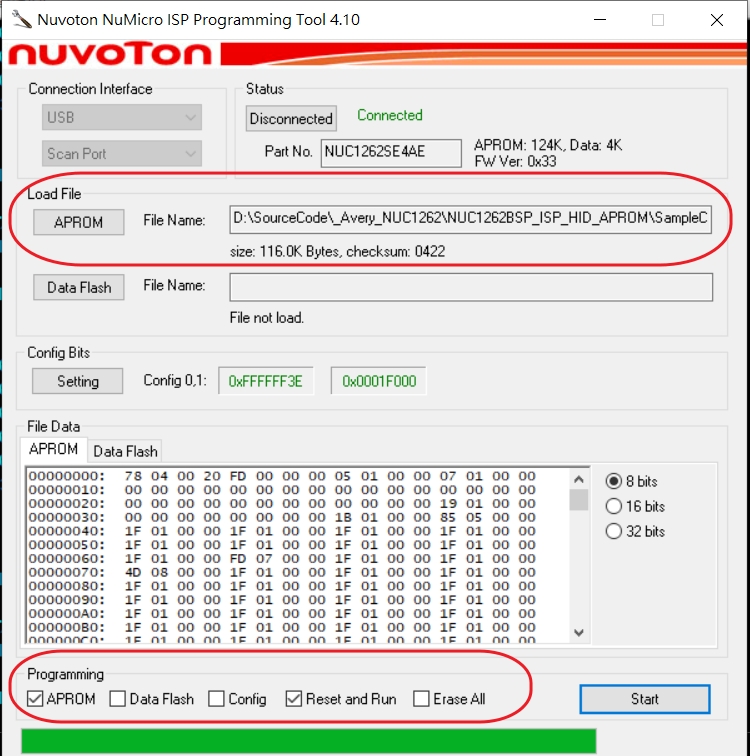 Nuvoton NuMicro ISP Programming Tool 4.10
nuvoTon
Connection Interface
USB
Scan Port
Status
Disconnected
Connected
Part No.
NUC1262SE4AE
APROM: 124K, Data: 4K
FW Ver: 0x33
Load File
APROM
File Name:
D:\SourceCode\_Avery_NUC1262\NUC1262BSP_ISP_HID_APROM\SampleC
size: 116.0K Bytes, checksum: 0422
Data Flash
File Name:
File not load.
Config Bits
Setting
Config 0,1:
0xFFFFFF3E
0x0001F000
File Data
APROM
Data Flash
00000000: 78 04 00 20 FD 00 00 00 05 01 00 00 07 01 00 00
00000010: 00 00 00 00 00 00 00 00 00 00 00 00 00 00 00 00
00000020: 00 00 00 00 00 00 00 00 00 00 00 00 19 01 00 00
00000030: 00 00 00 00 00 00 00 00 1B 01 00 00 85 05 00 00
00000040: 1F 01 00 00 1F 01 00 00 1F 01 00 00 1F 01 00 00
00000050: 1F 01 00 00 1F 01 00 00 1F 01 00 00 1F 01 00 00
00000060: 1F 01 00 00 FD 07 00 00 1F 01 00 00 1F 01 00 00
00000070: 4D 08 00 00 1F 01 00 00 1F 01 00 00 1F 01 00 00
00000080: 1F 01 00 00 1F 01 00 00 1F 01 00 00 1F 01 00 00
00000090: 1F 01 00 00 1F 01 00 00 1F 01 00 00 1F 01 00 00
000000A0: 1F 01 00 00 1F 01 00 00 1F 01 00 00 1F 01 00 00
000000B0: 1F 01 00 00 1F 01 00 00 1F 01 00 00 1F 01 00 00
000000C0: 1F 01 00 00 1F 01 00 00 1F 01 00 00 1F 01 00 00
8 bits
16 bits
32 bits
Programming
APROM
Data Flash
Config
Reset and Run
Erase All
Start